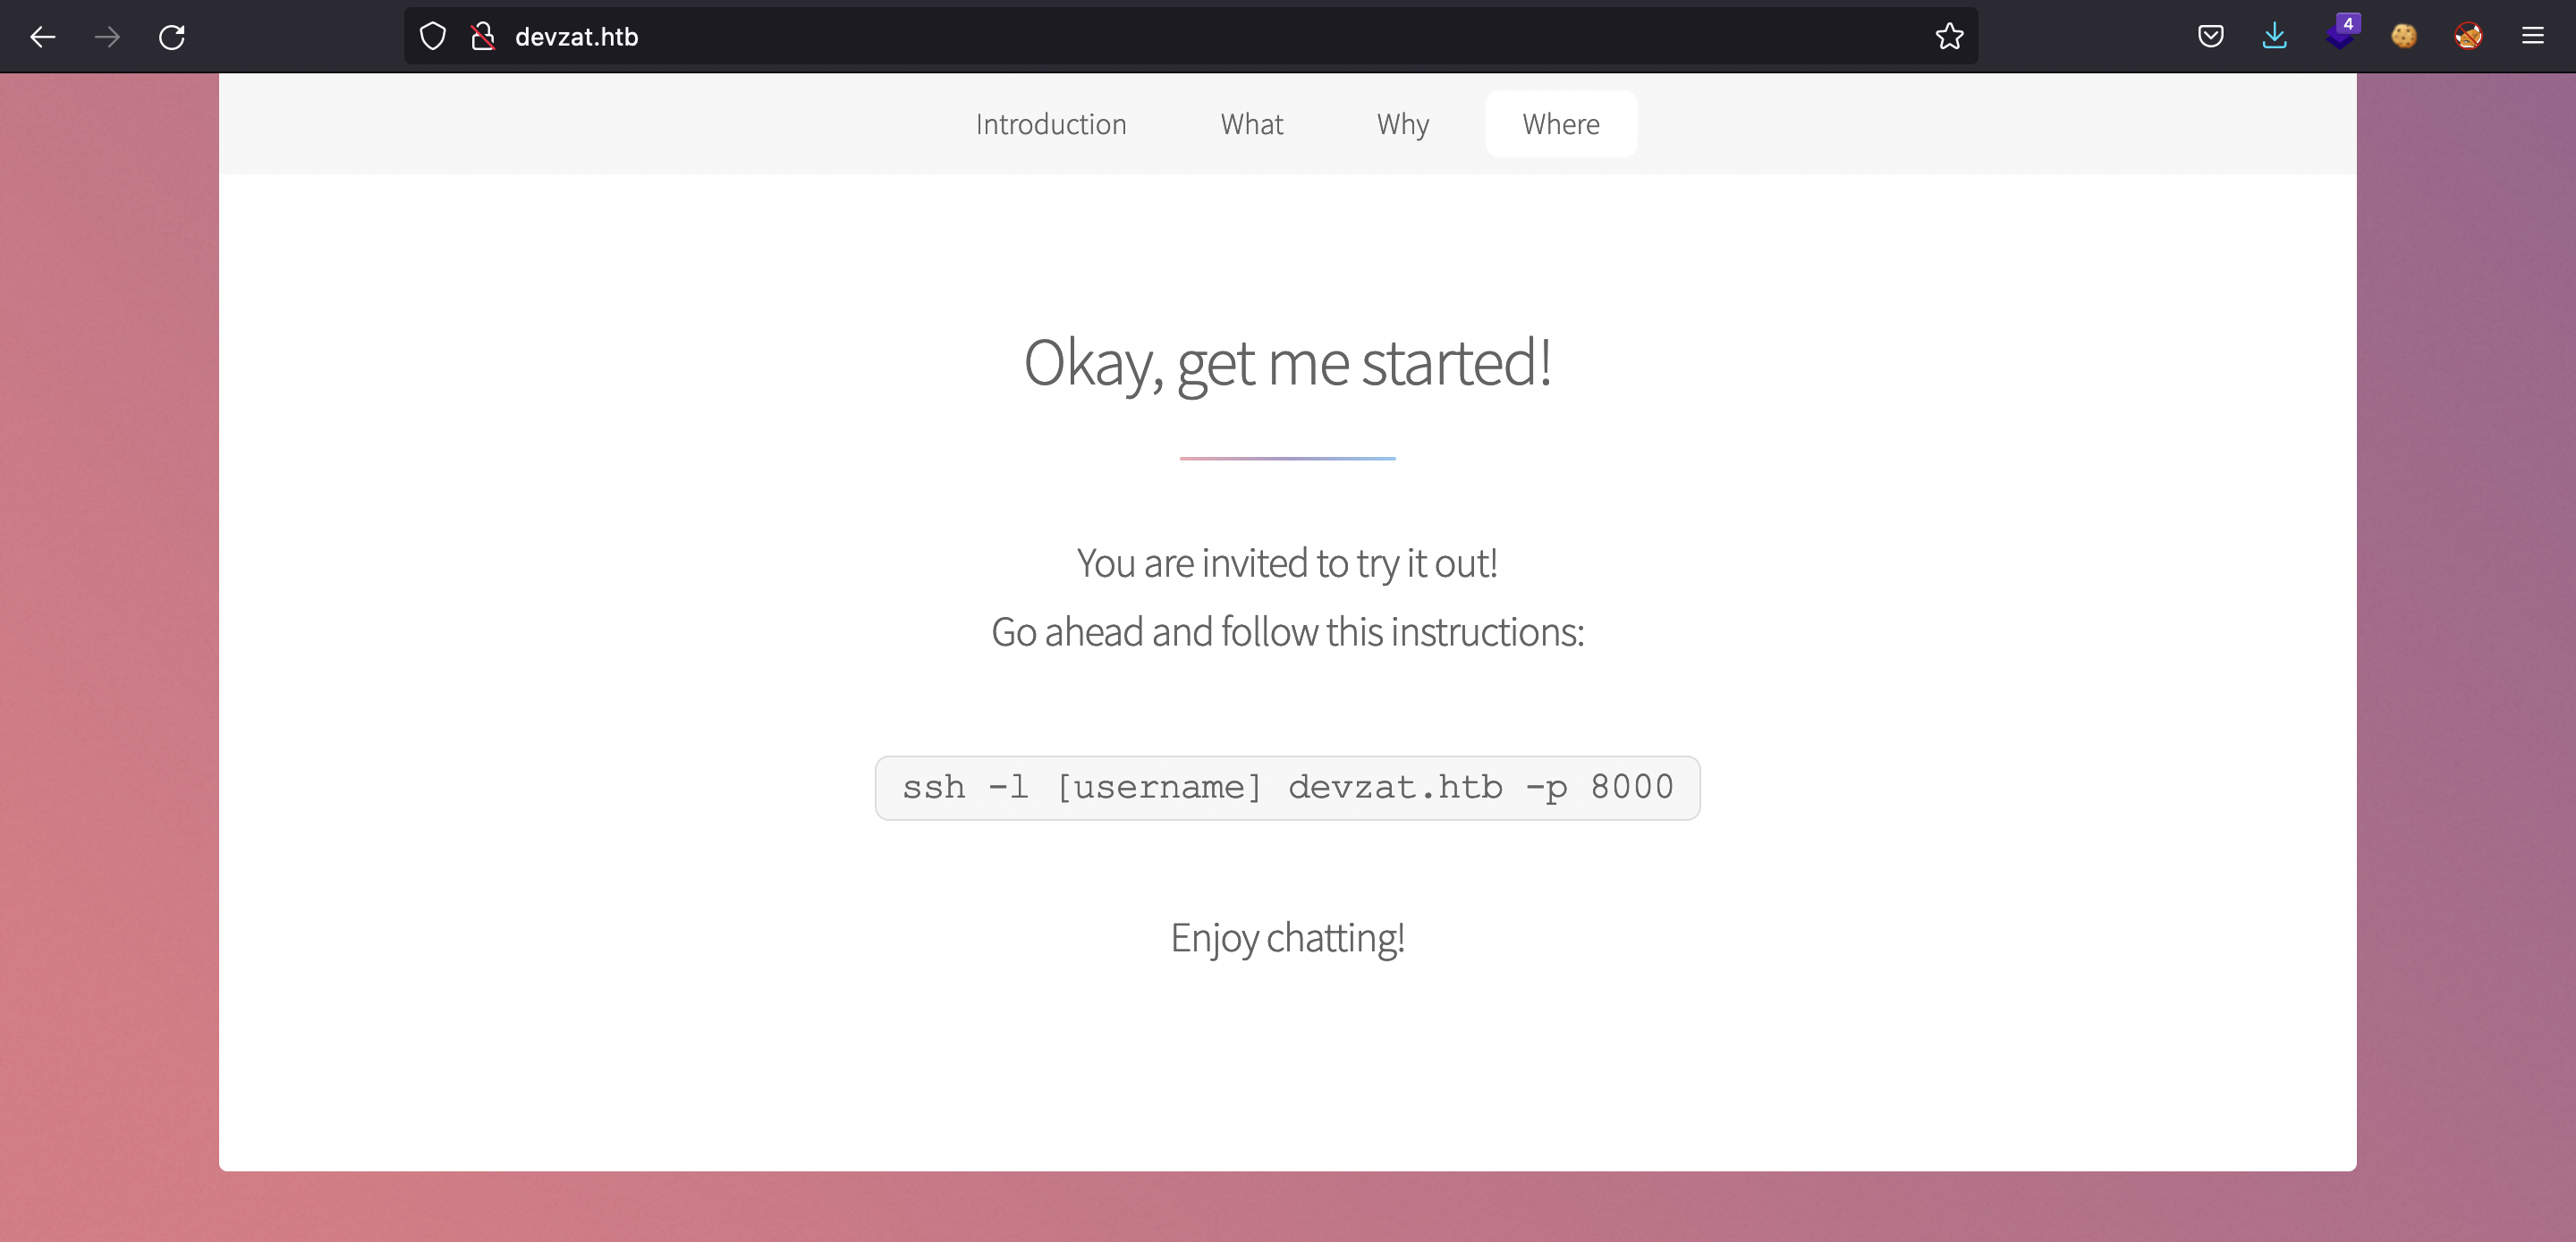 devzat.htb
4
Introduction What Why Where
Okay, get me started!
You are invited to try it out!
Go ahead and follow this instructions:
ssh -l [username] devzat.htb -p 8000
Enjoy chatting!